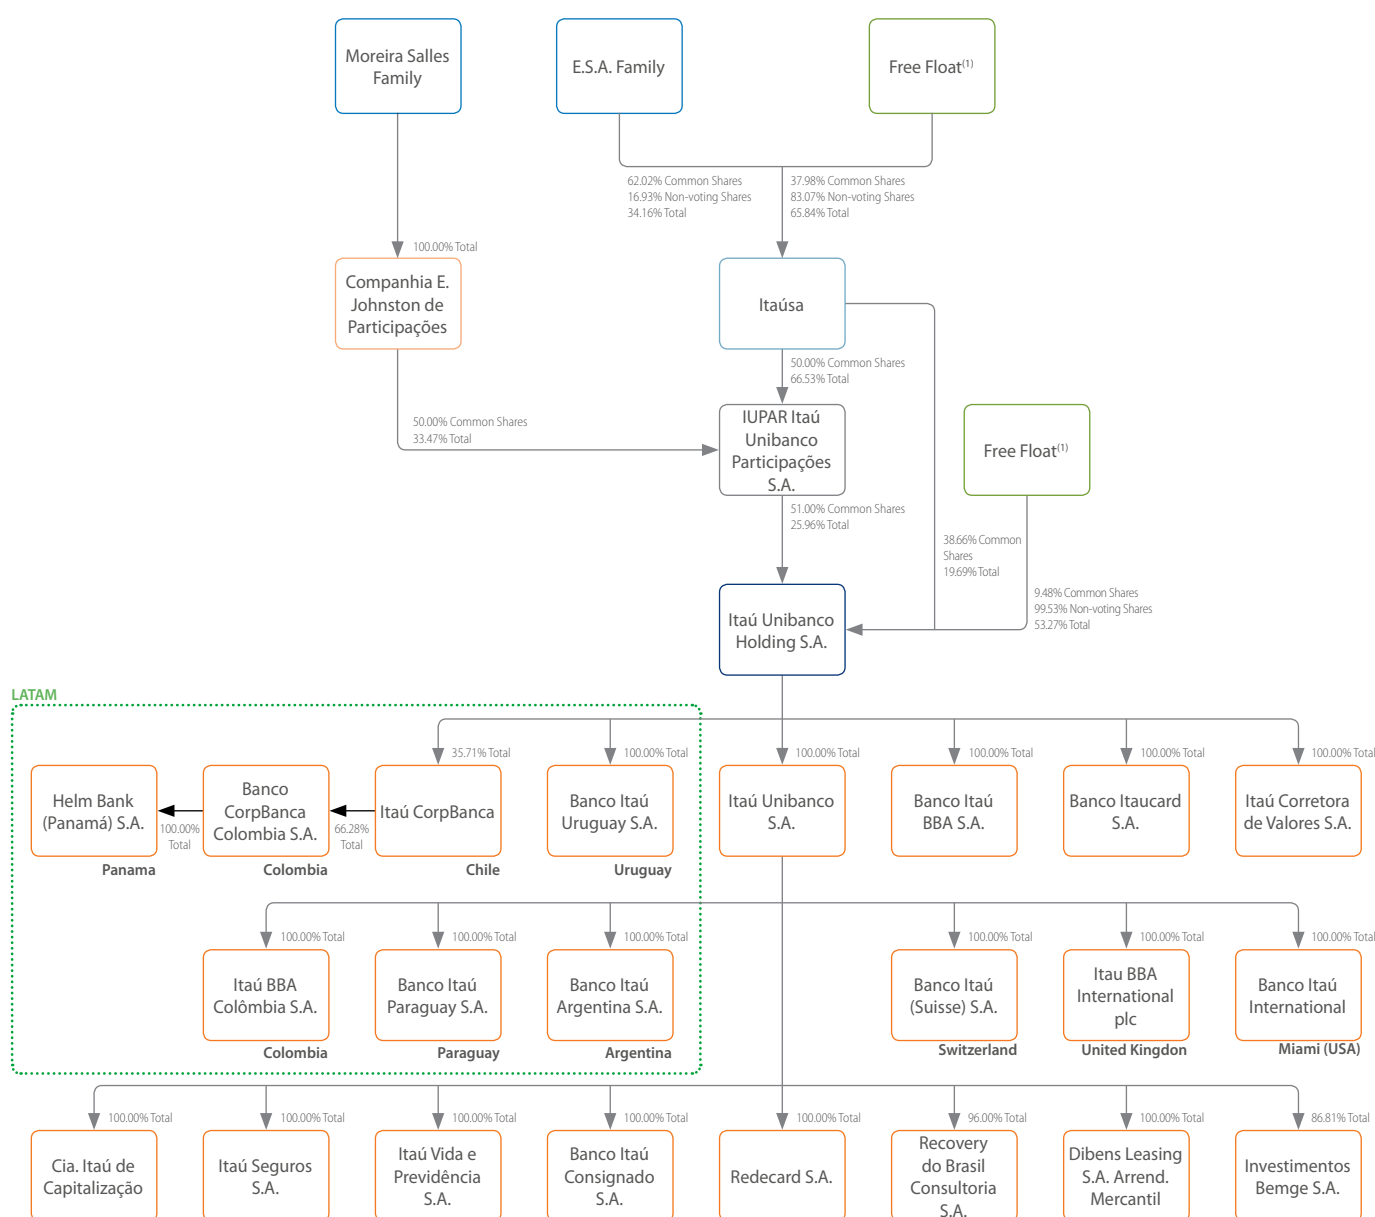 Moreira Salles
Family
E.S.A. Family
Free Float(1)
62.02% Common Shares
16.93% Non-voting Shares
34.16% Total
37.98% Common Shares
83.07% Non-voting Shares
65.84% Total
100.00% Total
Companhia E.
Johnston de
Participações
Itaúsa
50.00% Common Shares
66.53% Total
50.00% Common Shares
33.47% Total
IUPAR Itaú
Unibanco
Participações
S.A.
Free Float(1)
51.00% Common Shares
25.96% Total
38.66% Common
Shares
19.69% Total
9.48% Common Shares
99.53% Non-voting Shares
53.27% Total
Itaú Unibanco
Holding S.A.
LATAM
35.71% Total
100.00% Total
100.00% Total
100.00% Total
100.00% Total
100.00% Total
Helm Bank
(Panamá) S.A.
100.00%
Total
Banco
CorpBanca
Colombia S.A.
66.28%
Total
Itaú CorpBanca
Banco Itaú
Uruguay S.A.
Itaú Unibanco
S.A.
Banco Itaú
BBA S.A.
Banco Itaucard
S.A.
Itaú Corretora
de Valores S.A.
Panama
Colombia
Chile
Uruguay
100.00% Total
100.00% Total
100.00% Total
100.00% Total
100.00% Total
100.00% Total
Itaú BBA
Colômbia S.A.
Banco Itaú
Paraguay S.A.
Banco Itaú
Argentina S.A.
Banco Itaú
(Suisse) S.A.
Itau BBA
International
plc
Banco Itaú
International
Colombia
Paraguay
Argentina
Switzerland
United Kingdon
Miami (USA)
100.00% Total
100.00% Total
100.00% Total
100.00% Total
100.00% Total
96.00% Total
100.00% Total
86.81% Total
Cia. Itaú de
Capitalização
Itaú Seguros
S.A.
Itaú Vida e
Previdência
S.A.
Banco Itaú
Consignado
S.A.
Redecard S.A.
Recovery
do Brasil
Consultoria
S.A.
Dibens Leasing
S.A. Arrend.
Mercantil
Investimentos
Bemge S.A.